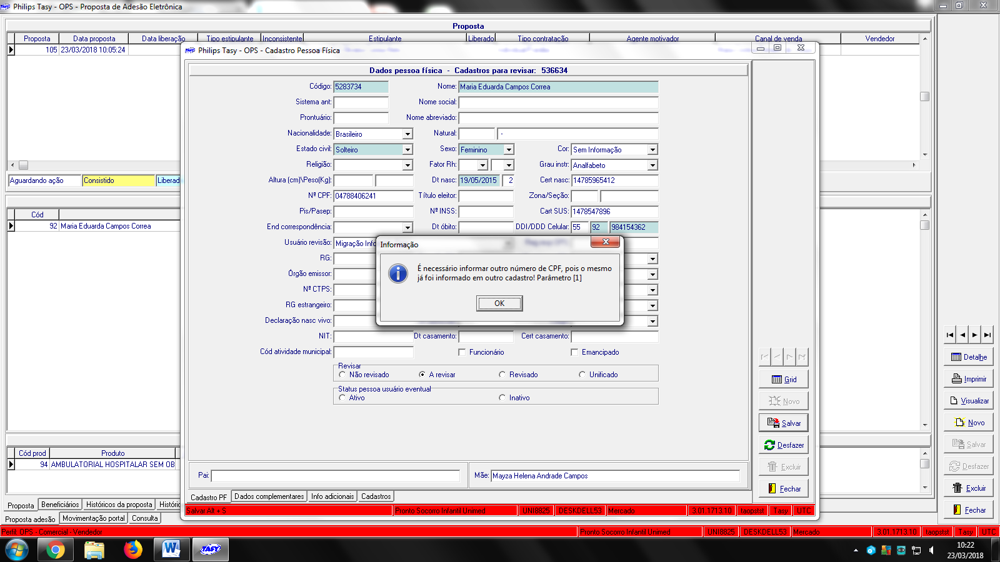 Philips Tasy - OPS - Proposta de Adesão Eletrônica
Proposta
Proposta Data proposta Data liberação Tipo estipulante Inconsistente Estipulante Liberado Tipo contratação Agente motivador Canal de venda Vendedor
105 23/03/2018 10:05:24
Aguardando ação Consistido Liberad
Cód
92 Maria Eduarda Campos Correa
Cód prod Produto
94 AMBULATORIAL HOSPITALAR SEM OB
Proposta Beneficiários Históricos da proposta Históric
Proposta adesão Movimentação portal Consulta
Philips Tasy - OPS - Cadastro Pessoa Física
Dados pessoa física - Cadastros para revisar: 536634
Código: 5283734 Nome: Maria Eduarda Campos Correa
Sistema ant: Nome social:
Prontuário: Nome abreviado:
Nacionalidade: Brasileiro Natural: -
Estado civil: Solteiro Sexo: Feminino Cor: Sem Informação
Religião: Fator Rh: Grau instr: Analfabeto
Altura (cm)\Peso(Kg): Dt nasc: 19/05/2015 2 Cert nasc: 14785965412
Nº CPF: 04788406241 Título eleitor: Zona/Seção:
Pis/Pasep: Nº INSS: Cart SUS: 1478547896
End correspondência: Dt óbito: DDI/DDD Celular: 55 92 984154362
Usuário revisão: Migração Info
RG:
Órgão emissor:
Nº CTPS:
RG estrangeiro:
Declaração nasc vivo:
NIT: Dt casamento: Cert casamento:
Cód atividade municipal: Funcionário Emancipado
Revisar
Não revisado A revisar Revisado Unificado
Status pessoa usuário eventual
Ativo Inativo
Pai: Mãe: Mayza Helena Andrade Campos
Cadastro PF Dados complementares Info adicionais Cadastros
Salvar Alt + S Pronto Socorro Infantil Unimed UNI8825 DESKDELL53 Mercado 3.01.1713.10 taopstst Tasy UTC
Informação
É necessário informar outro número de CPF, pois o mesmo
já foi informado em outro cadastro! Parâmetro [1]
OK
Grid
Novo
Salvar
Desfazer
Excluir
Fechar
Detalhe
Imprimir
Visualizar
Novo
Salvar
Desfazer
Excluir
Fechar
Perfil: OPS - Comercial - Vendedor Pronto Socorro Infantil Unimed UNI8825 DESKDELL53 Mercado 3.01.1713.10 taopstst Tasy UTC
TASY
10:22
23/03/2018